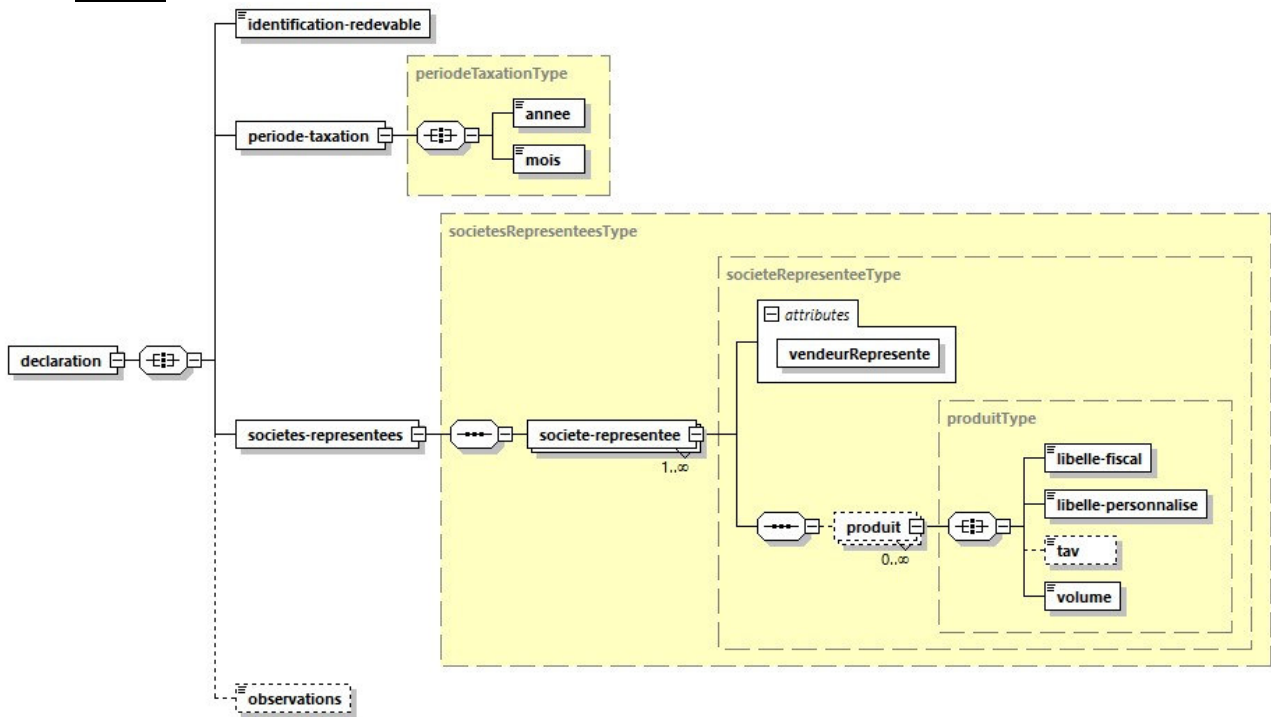 identification-redevable
periodeTaxationType
annee
periode-taxation
mois
societesRepresenteesType
societeRepresenteeType
attributes
vendeurRepresente
declaration
produitType
societes-representees
societe-representee
1..∞
libelle-fiscal
libelle-personnalise
produit
0..∞
tav
volume
observations